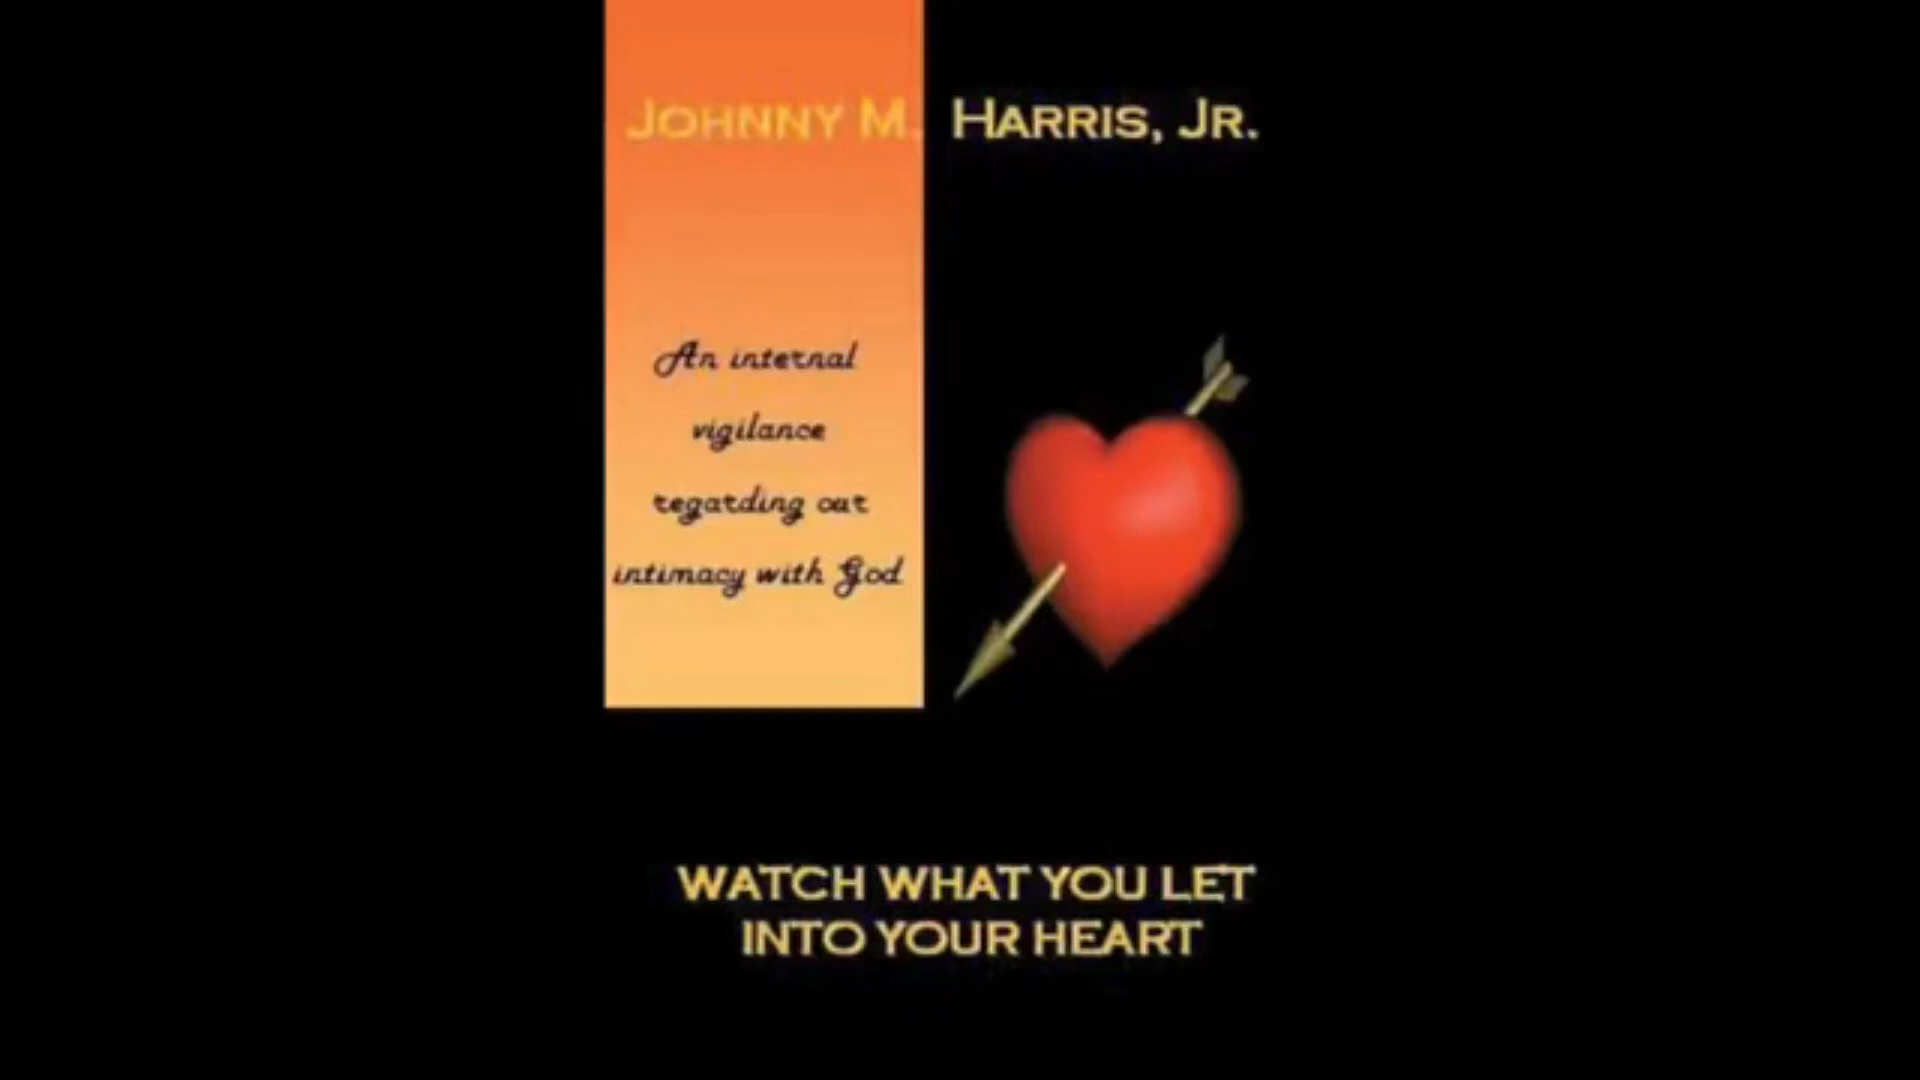 JOHNNY M. HARRIS, JR.
An internal
vigilance
regarding our
intimacy with God
WATCH WHAT YOU LET
INTO YOUR HEART